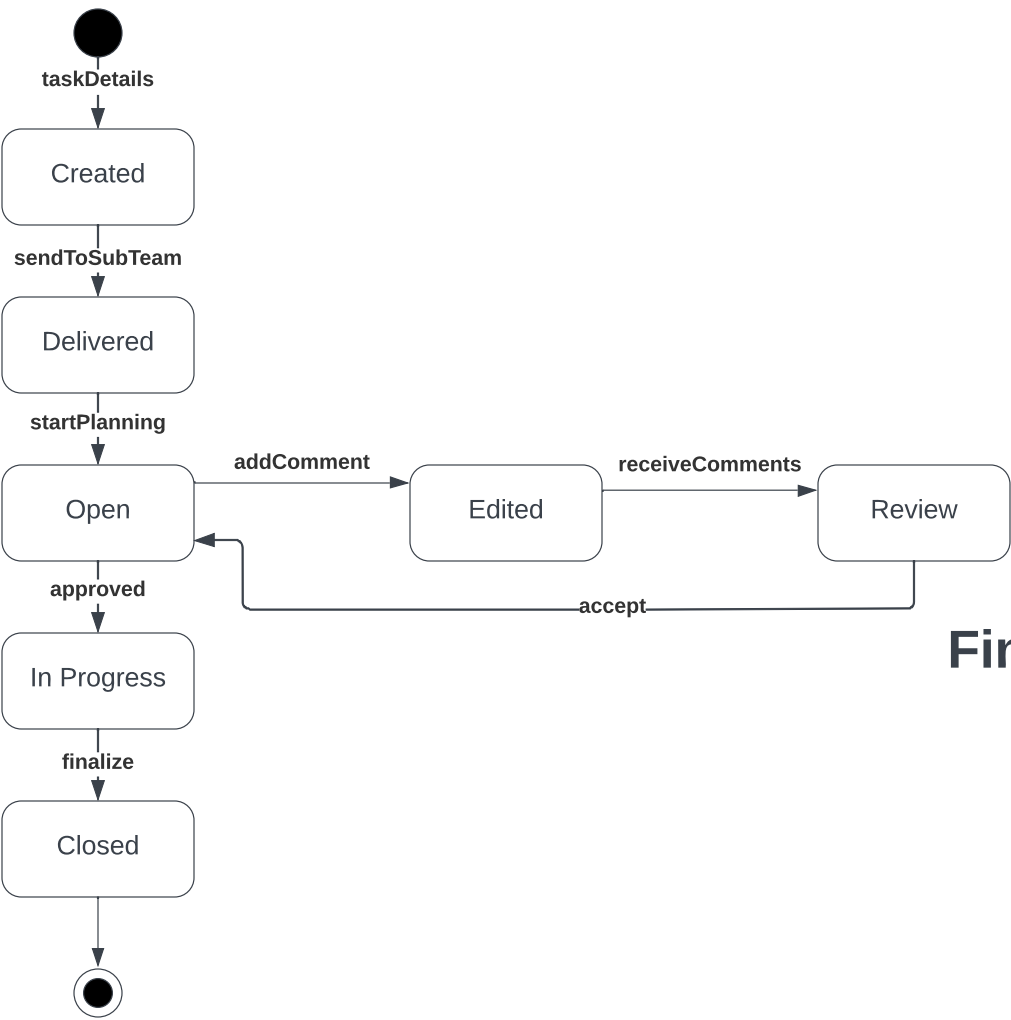 taskDetails
Created
sendToSubTeam
Delivered
startPlanning
addComment
receiveComments
Open
Edited
Review
approved
accept
In Progress
finalize
Closed